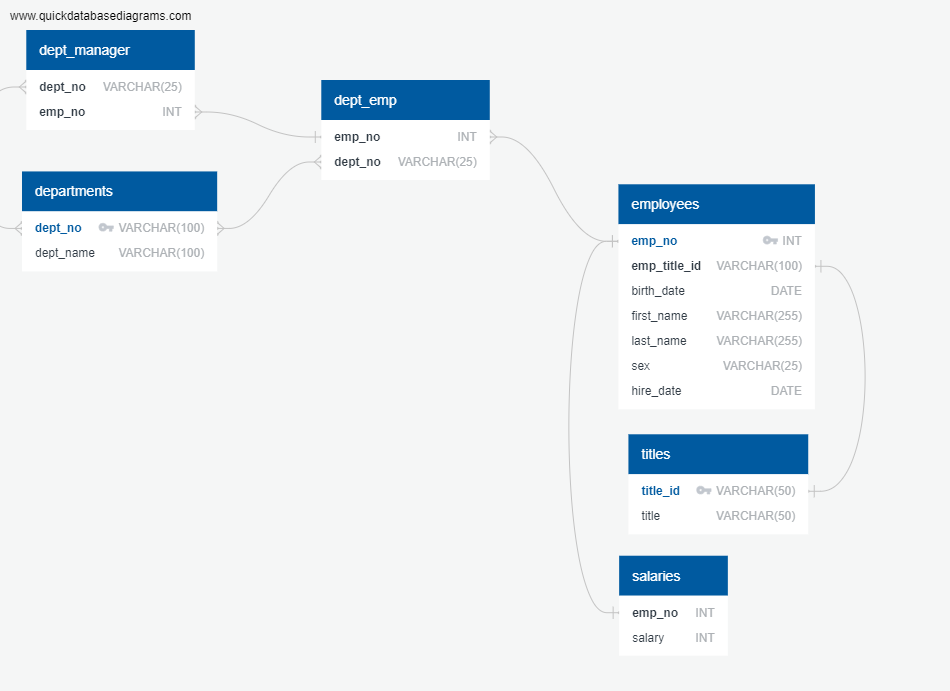 www.quickdatabasediagrams.com
dept_manager
dept_no VARCHAR(25)
emp_no INT
dept_emp
emp_no INT
dept_no VARCHAR(25)
departments
dept_no VARCHAR(100)
dept_name VARCHAR(100)
employees
emp_no INT
emp_title_id VARCHAR(100)
birth_date DATE
first_name VARCHAR(255)
last_name VARCHAR(255)
sex VARCHAR(25)
hire_date DATE
titles
title_id VARCHAR(50)
title VARCHAR(50)
salaries
emp_no INT
salary INT